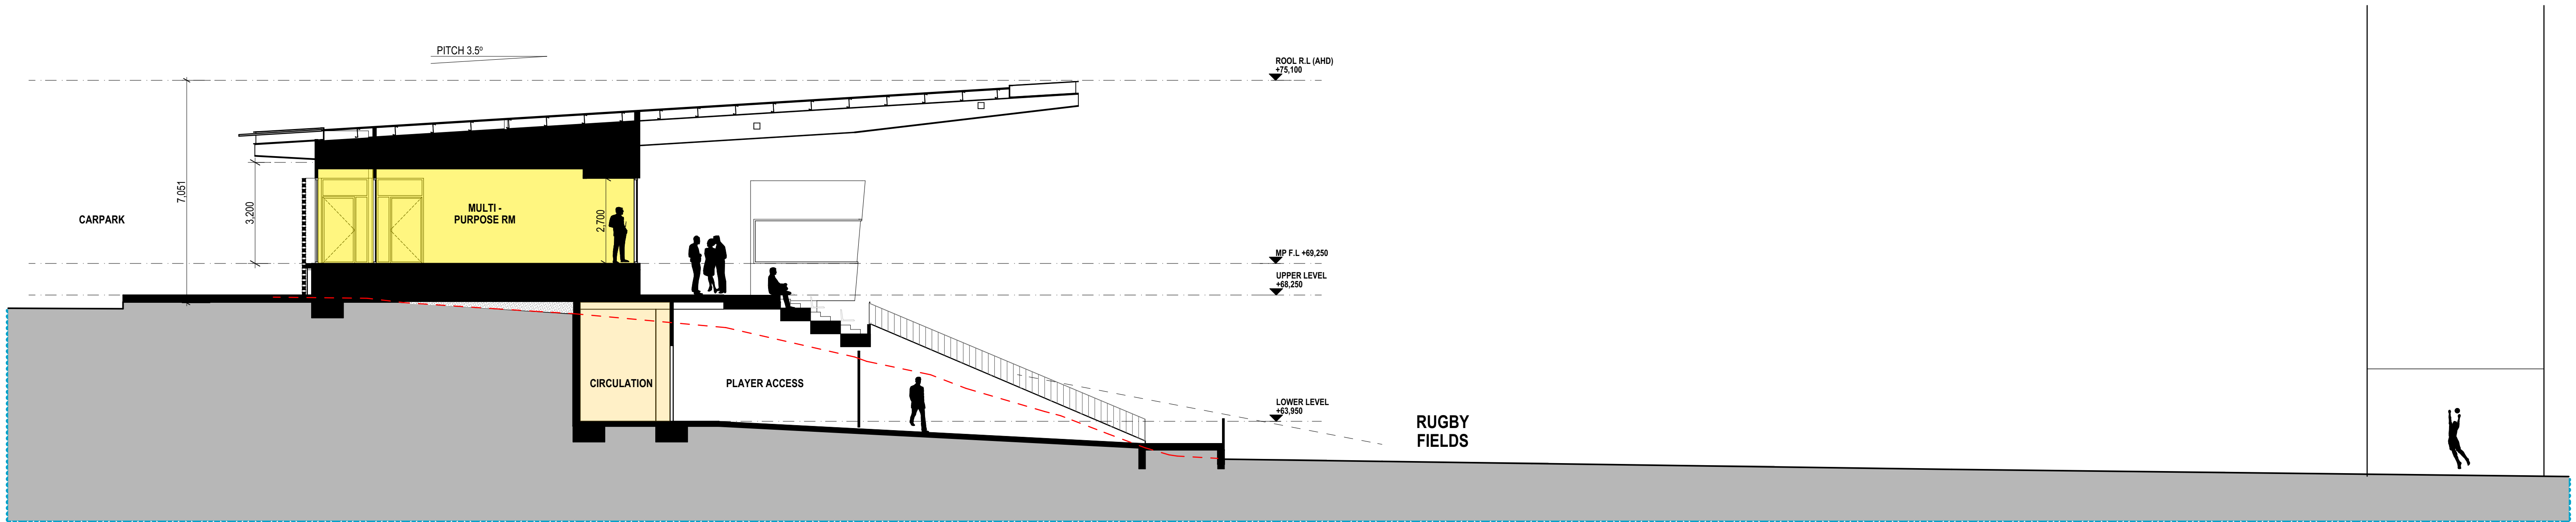 PITCH 3.5º
ROOL R.L (AHD)
+75,100
7,051
3,200
CARPARK
MULTI -
PURPOSE RM
2,700
MP F.L +69,250
UPPER LEVEL
+68,250
CIRCULATION
PLAYER ACCESS
LOWER LEVEL
+63,950
RUGBY
FIELDS